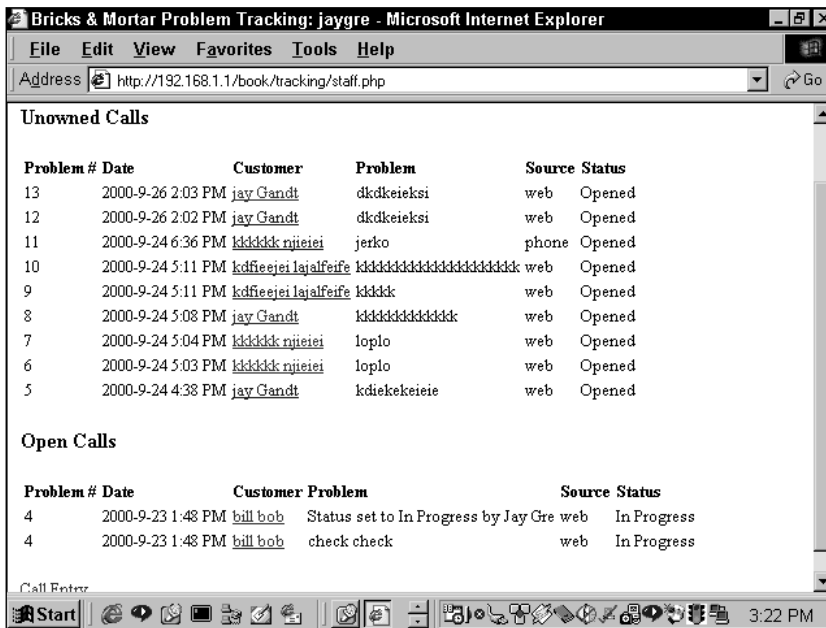 Bricks & Mortar Problem Tracking: jaygre - Microsoft Internet Explorer
File Edit View Favorites Tools Help
Address http://192.168.1.1/book/tracking/staff.php Go
Unowned Calls
Problem # Date Customer Problem Source Status
13 2000-9-26 2:03 PM jay Gandt dkdkeieksi web Opened
12 2000-9-26 2:02 PM jay Gandt dkdkeieksi web Opened
11 2000-9-24 6:36 PM kkkkkk njieiei jerko phone Opened
10 2000-9-24 5:11 PM kdfieejei lajalfeife kkkkkkkkkkkkkkkkkkkkk web Opened
9 2000-9-24 5:11 PM kdfieejei lajalfeife kkkkk web Opened
8 2000-9-24 5:08 PM jay Gandt kkkkkkkkkkkkk web Opened
7 2000-9-24 5:04 PM kkkkkk njieiei loplo web Opened
6 2000-9-24 5:03 PM kkkkkk njieiei loplo web Opened
5 2000-9-24 4:38 PM jay Gandt kdiekekeieie web Opened
Open Calls
Problem # Date Customer Problem Source Status
4 2000-9-23 1:48 PM bill bob Status set to In Progress by Jay Gre web In Progress
4 2000-9-23 1:48 PM bill bob check check web In Progress
Call Entry
Start 3:22 PM